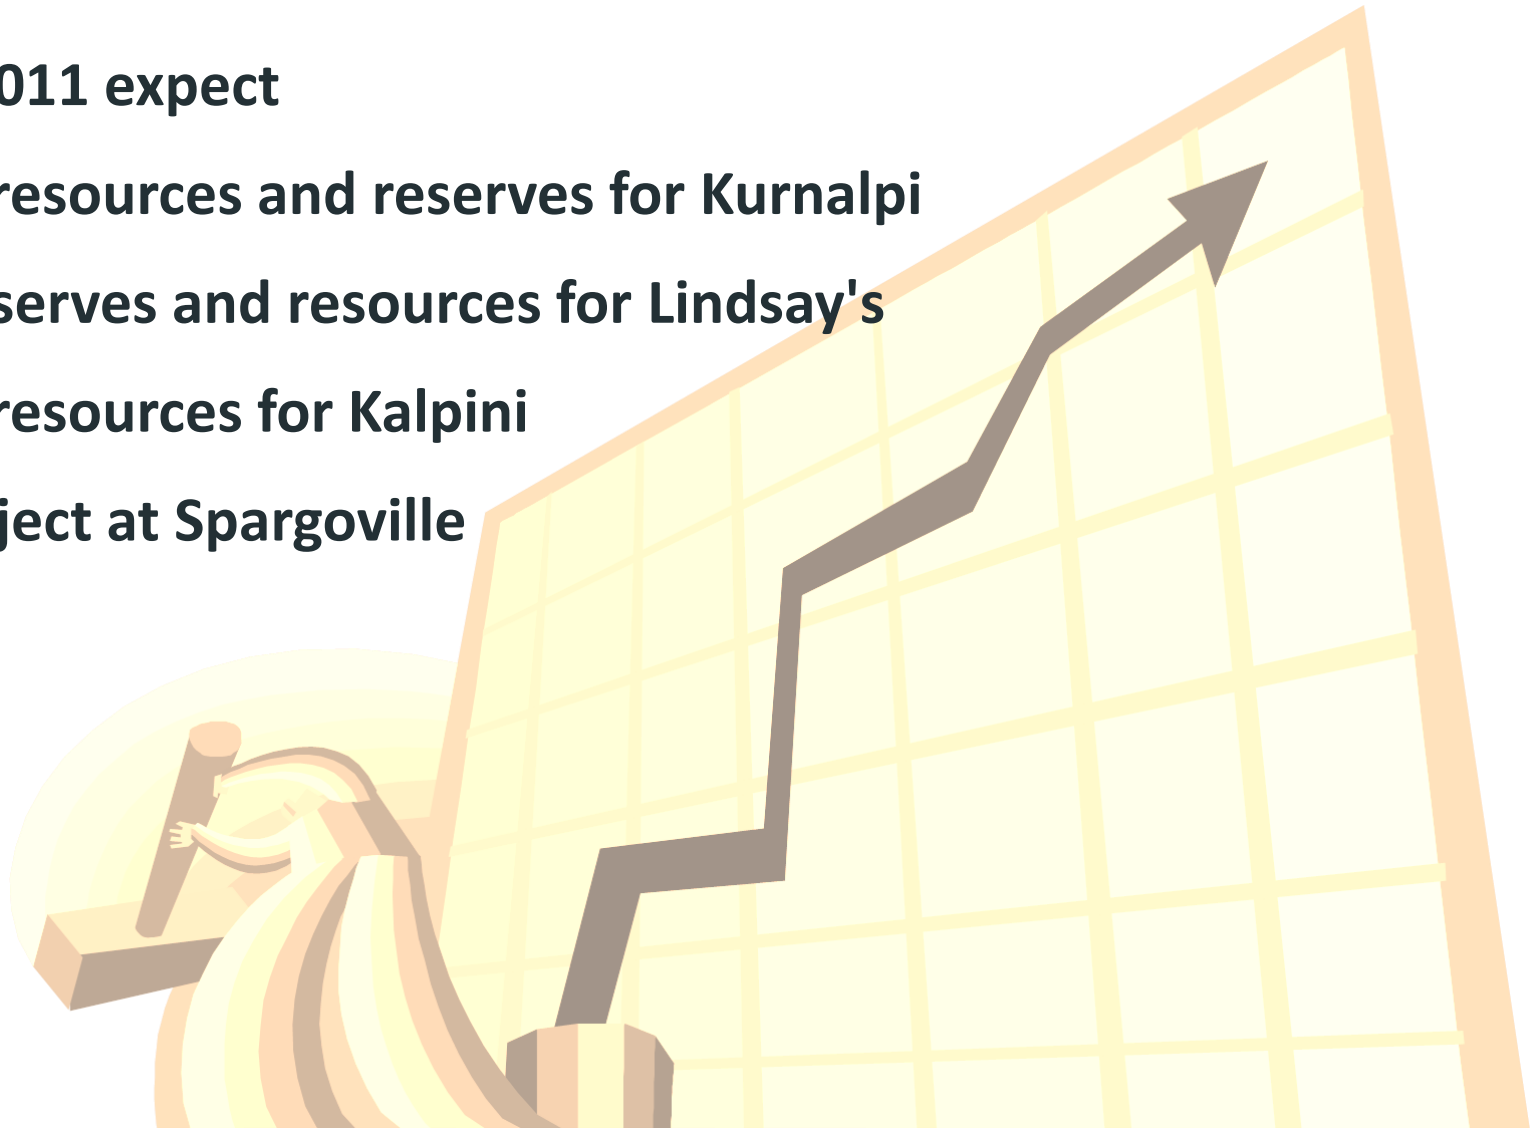 011 expect
resources and reserves for Kurnalpi
serves and resources for Lindsay's
resources for Kalpini
ject at Spargoville